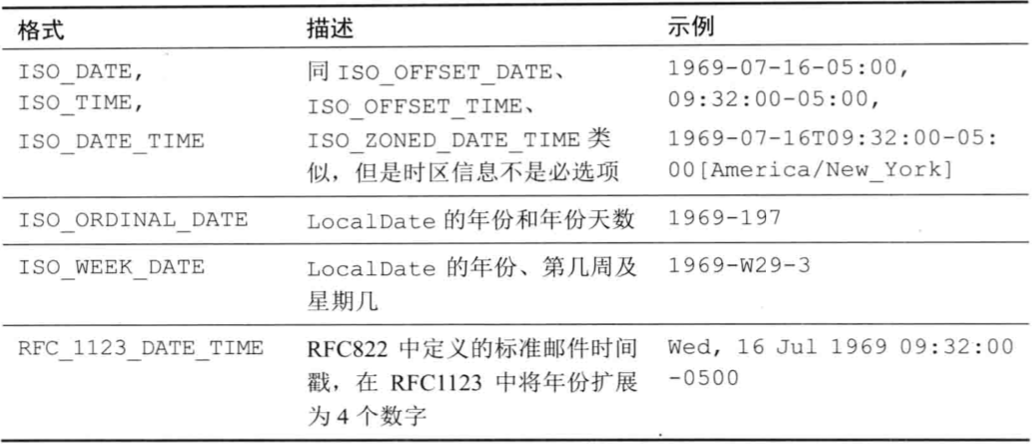 格式 描述 示例
ISO_DATE, 同 ISO_OFFSET_DATE、 1969-07-16-05:00,
ISO_TIME, ISO_OFFSET_TIME、 09:32:00-05:00,
ISO_DATE_TIME ISO_ZONED_DATE_TIME 类 1969-07-16T09:32:00-05:
似，但是时区信息不是必选项 00[America/New_York]
ISO_ORDINAL_DATE LocalDate 的年份和年份天数 1969-197
ISO_WEEK_DATE LocalDate 的年份、第几周及 1969-W29-3
星期几
RFC_1123_DATE_TIME RFC822 中定义的标准邮件时间 Wed, 16 Jul 1969 09:32:00
戳，在 RFC1123 中将年份扩展 -0500
为 4 个数字